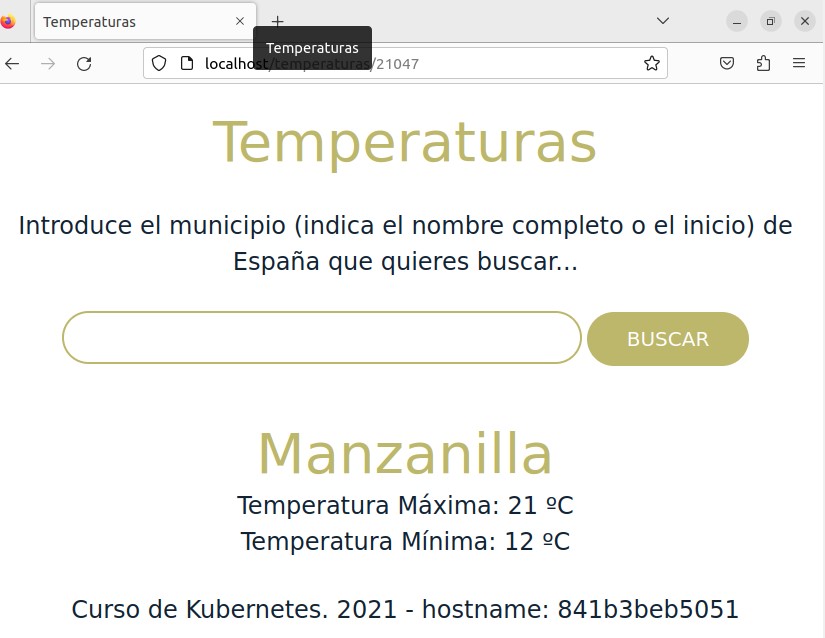 Temperaturas
Temperaturas
localhost/temperaturas/21047
Temperaturas
Introduce el municipio (indica el nombre completo o el inicio) de
España que quieres buscar...
BUSCAR
Manzanilla
Temperatura Máxima: 21 ºC
Temperatura Mínima: 12 ºC
Curso de Kubernetes. 2021 - hostname: 841b3beb5051